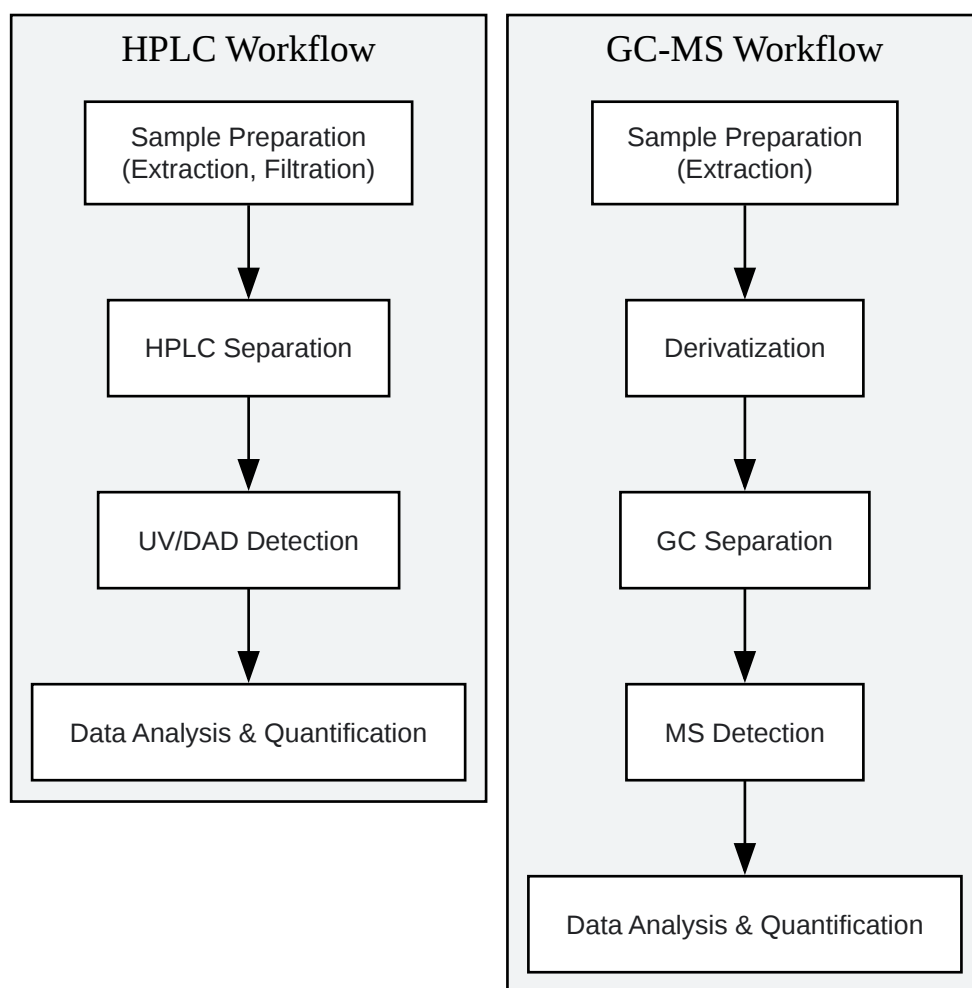 HPLC Workflow
Sample Preparation
(Extraction, Filtration)
HPLC Separation
UV/DAD Detection
Data Analysis & Quantification
GC-MS Workflow
Sample Preparation
(Extraction)
Derivatization
GC Separation
MS Detection
Data Analysis & Quantification